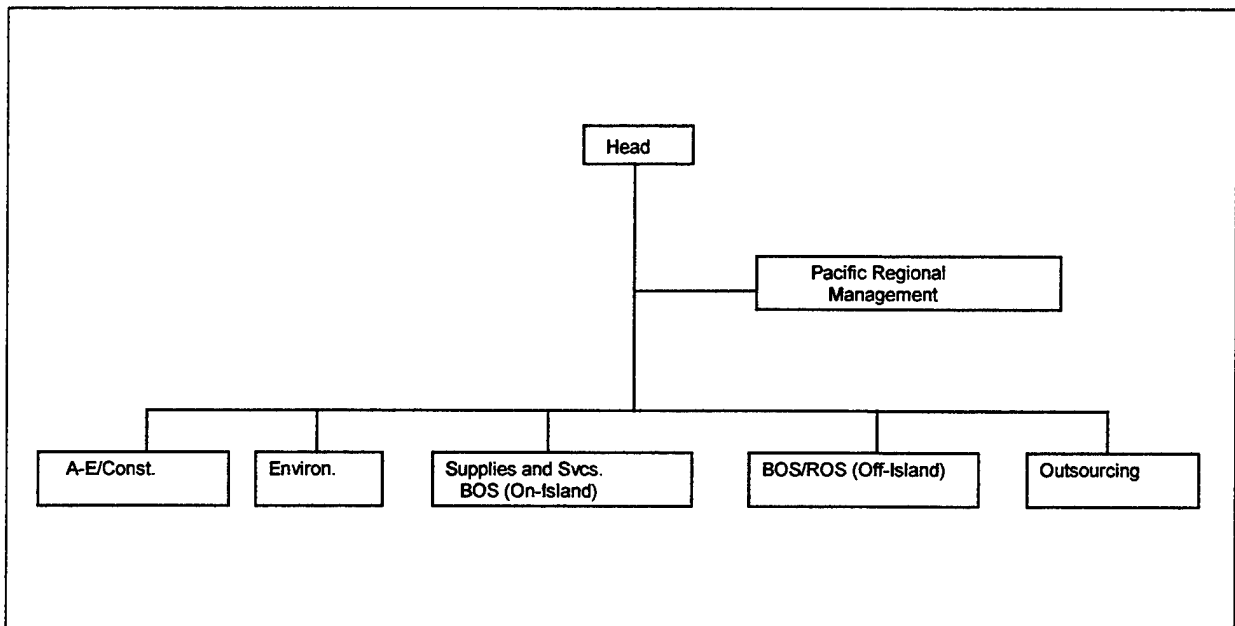 Head
Pacific Regional
Management
A-E/Const.
Environ.
Supplies and Svcs.
BOS (On-Island)
BOS/ROS (Off-Island)
Outsourcing